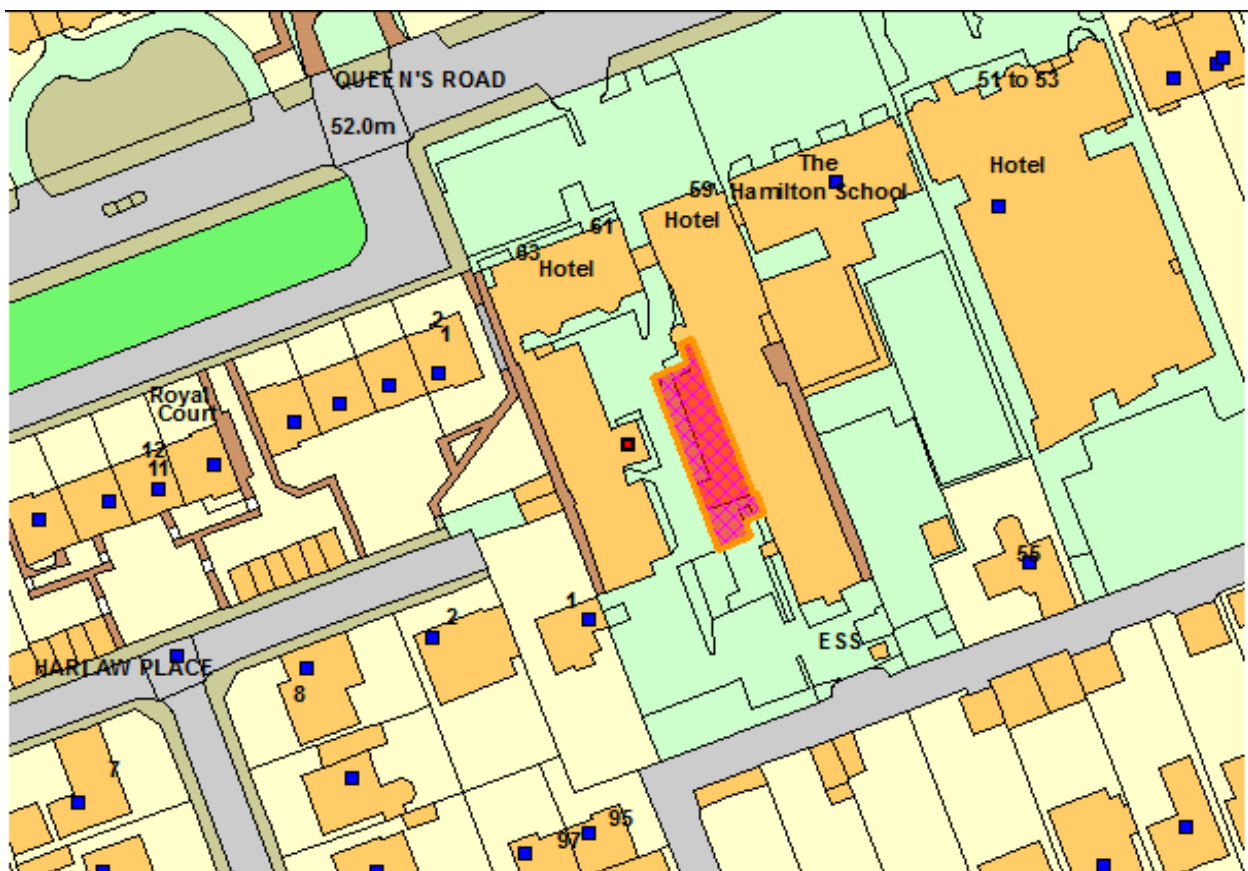 QUEEN'S ROAD
51 to 53
52.0m
The
Hamilton School
Hotel
59
Hotel
61
63
Hotel
2
1
Royal
Court
12
11
55
1
2
ESS
HARLAW PLACE
8
7
95
97